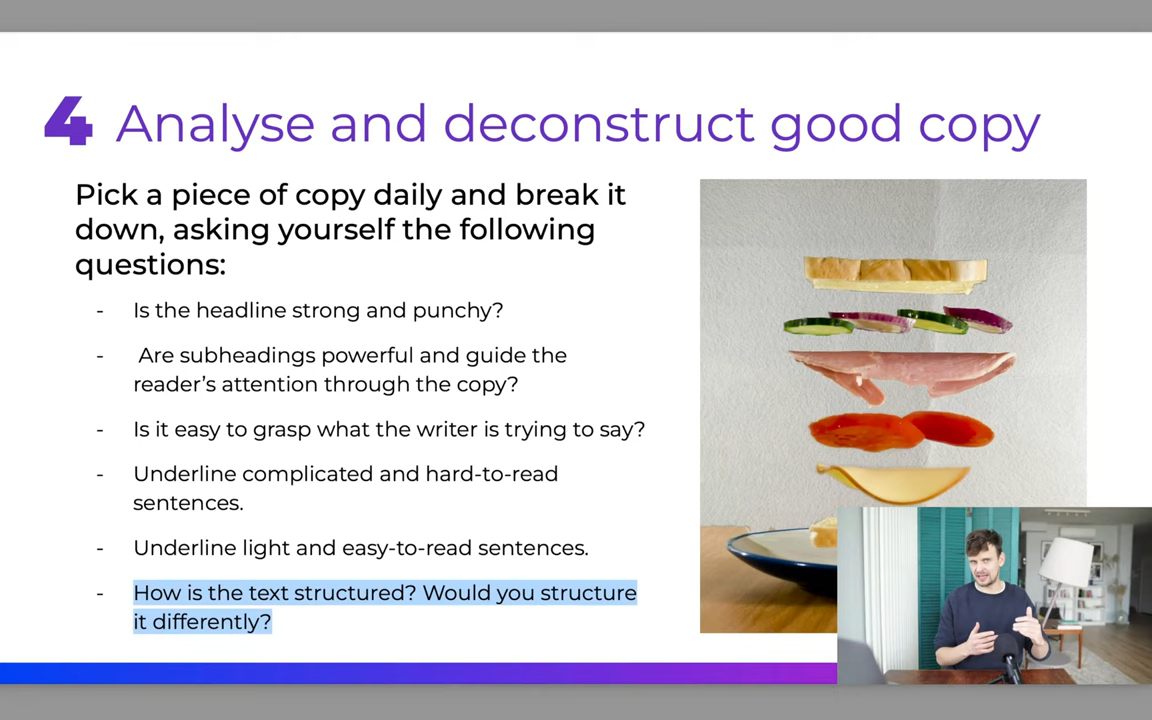 4 Analyse and deconstruct good copy
Pick a piece of copy daily and break it
down, asking yourself the following
questions:
- Is the headline strong and punchy?
- Are subheadings powerful and guide the
reader’s attention through the copy?
- Is it easy to grasp what the writer is trying to say?
- Underline complicated and hard-to-read
sentences.
- Underline light and easy-to-read sentences.
- How is the text structured? Would you structure
it differently?